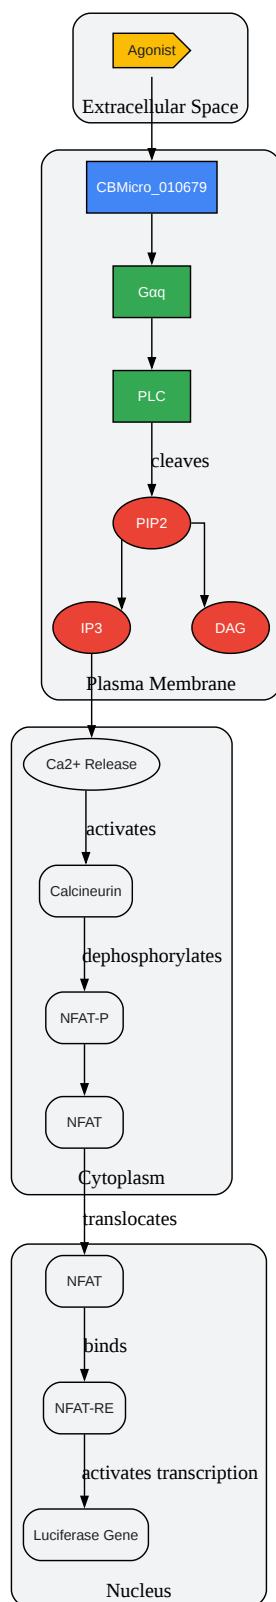 Agonist
Extracellular Space
CBMicro_010679
Gαq
PLC
cleaves
PIP2
IP3
DAG
Plasma Membrane
Ca2+ Release
activates
Calcineurin
dephosphorylates
NFAT-P
NFAT
Cytoplasm
translocates
NFAT
binds
NFAT-RE
activates transcription
Luciferase Gene
Nucleus